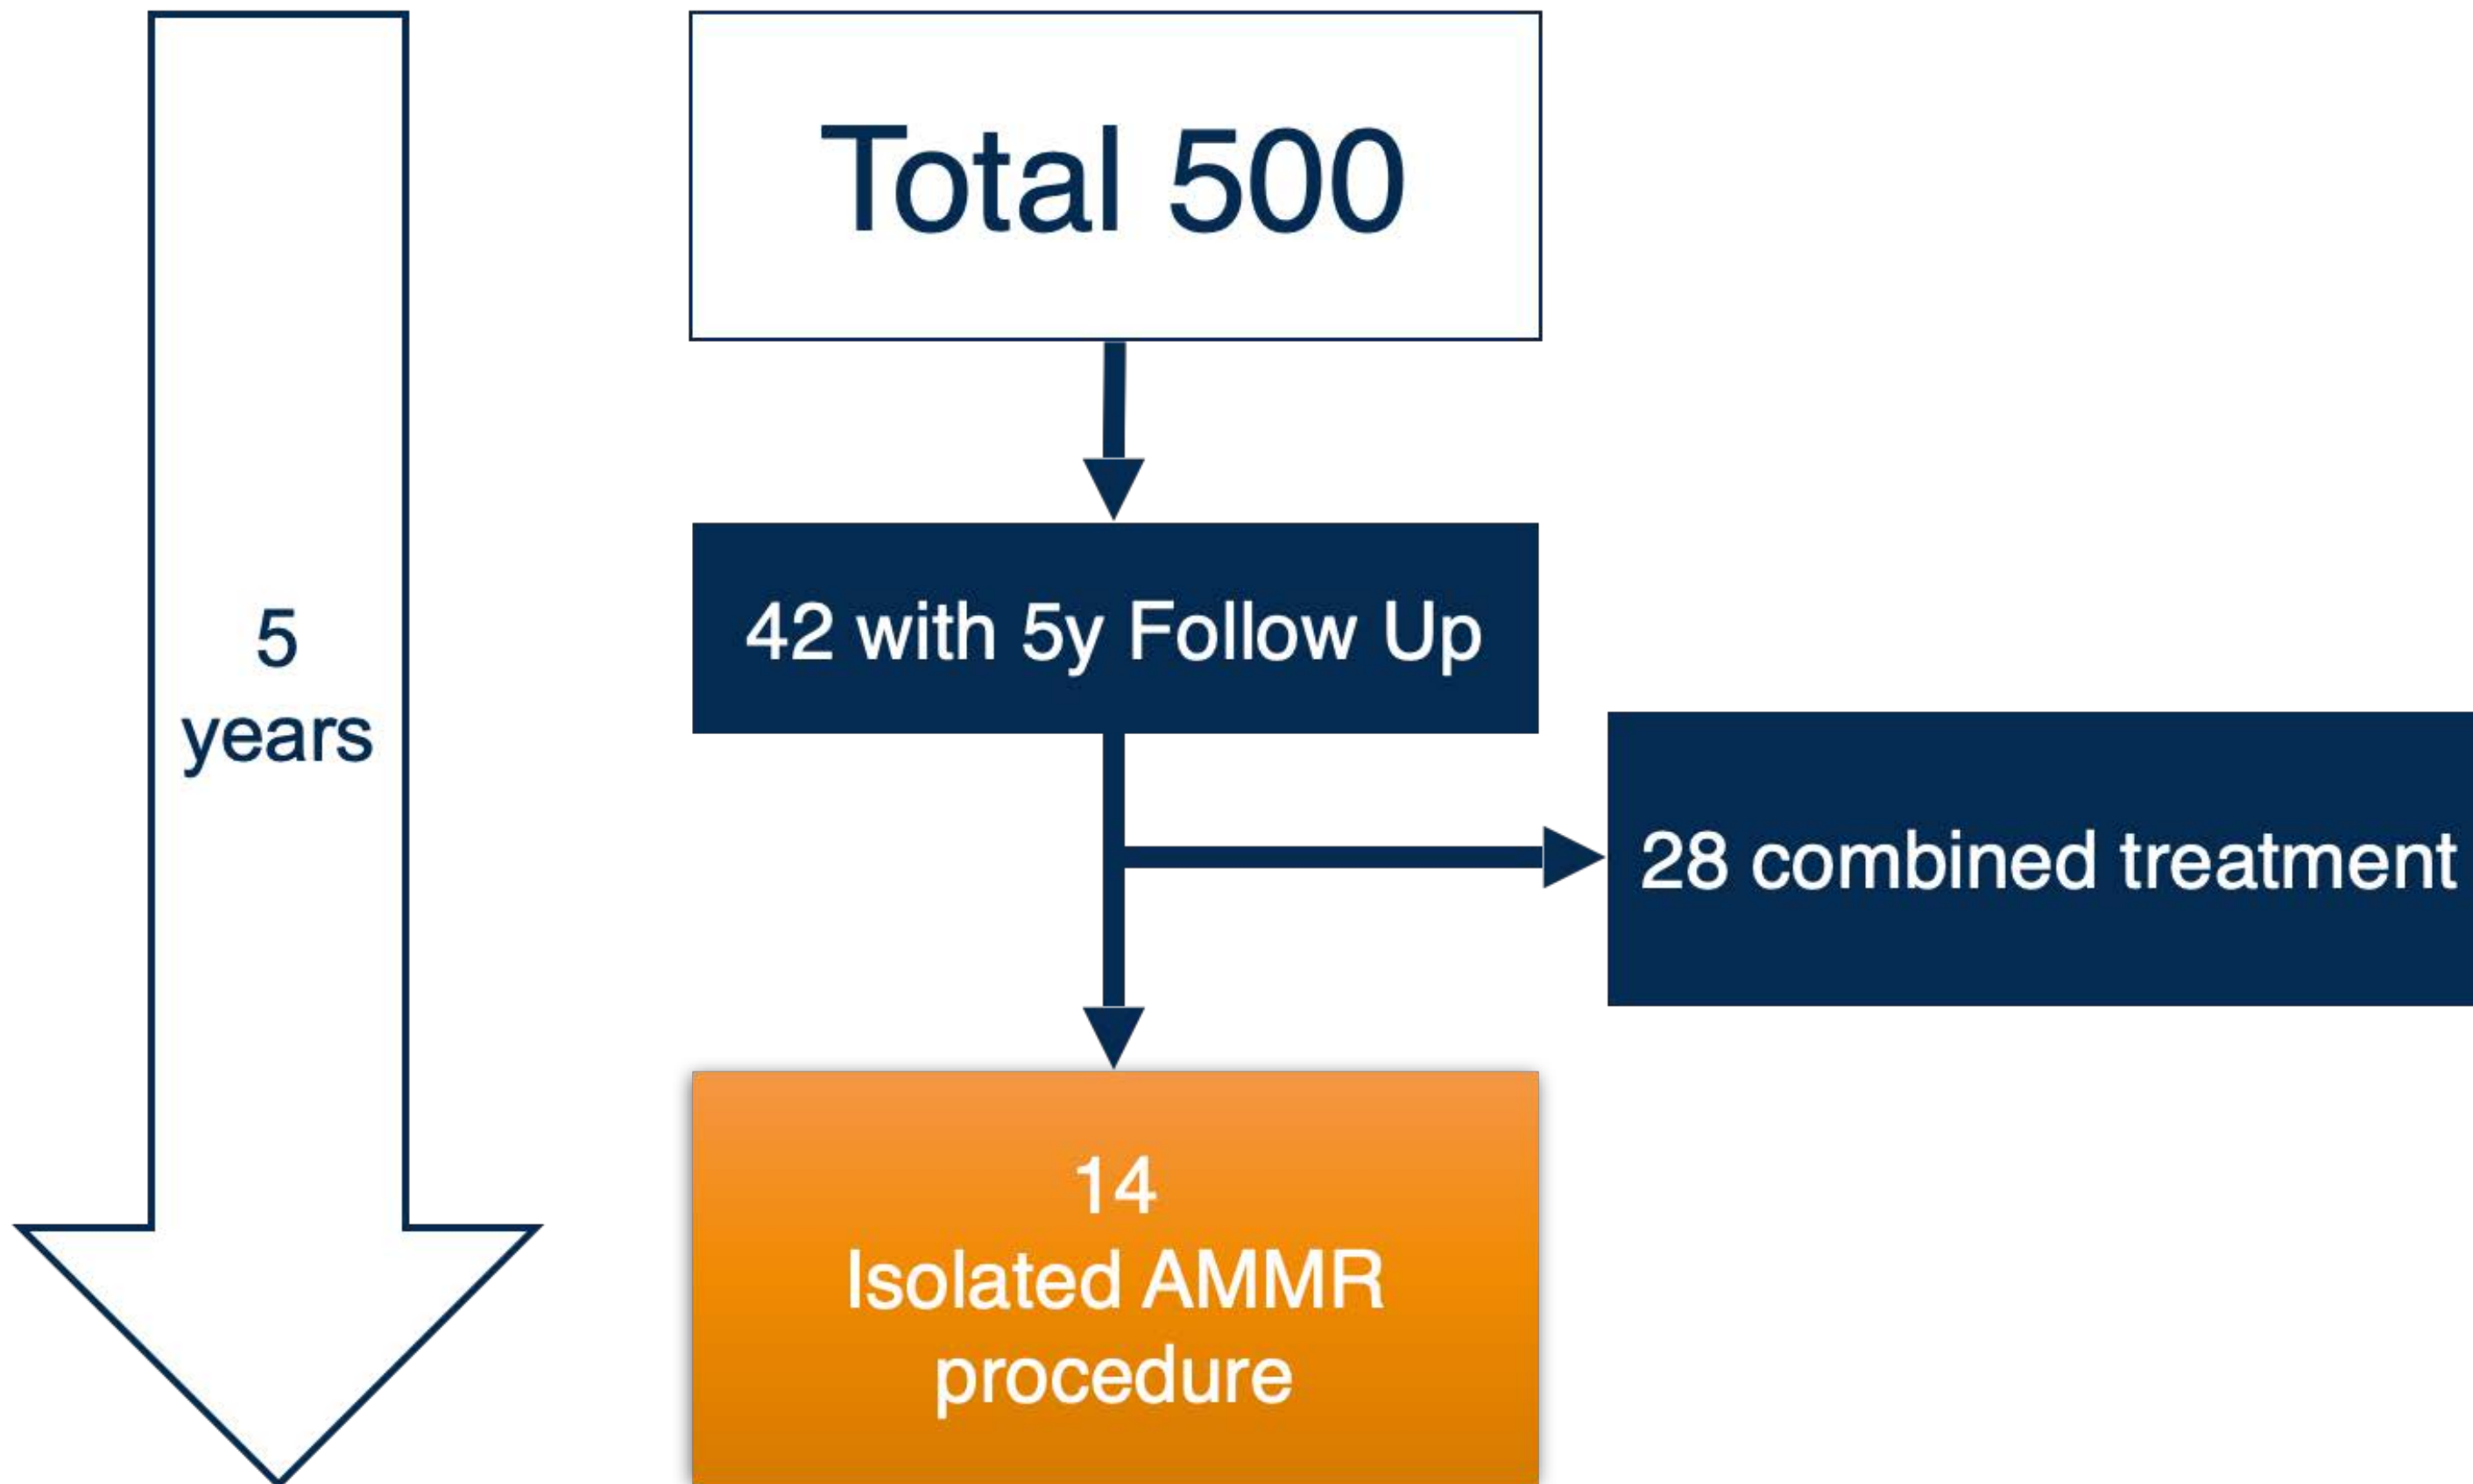 Total 500
5
years
42 with 5y Follow Up
28 combined treatment
14
Isolated AMMR
procedure